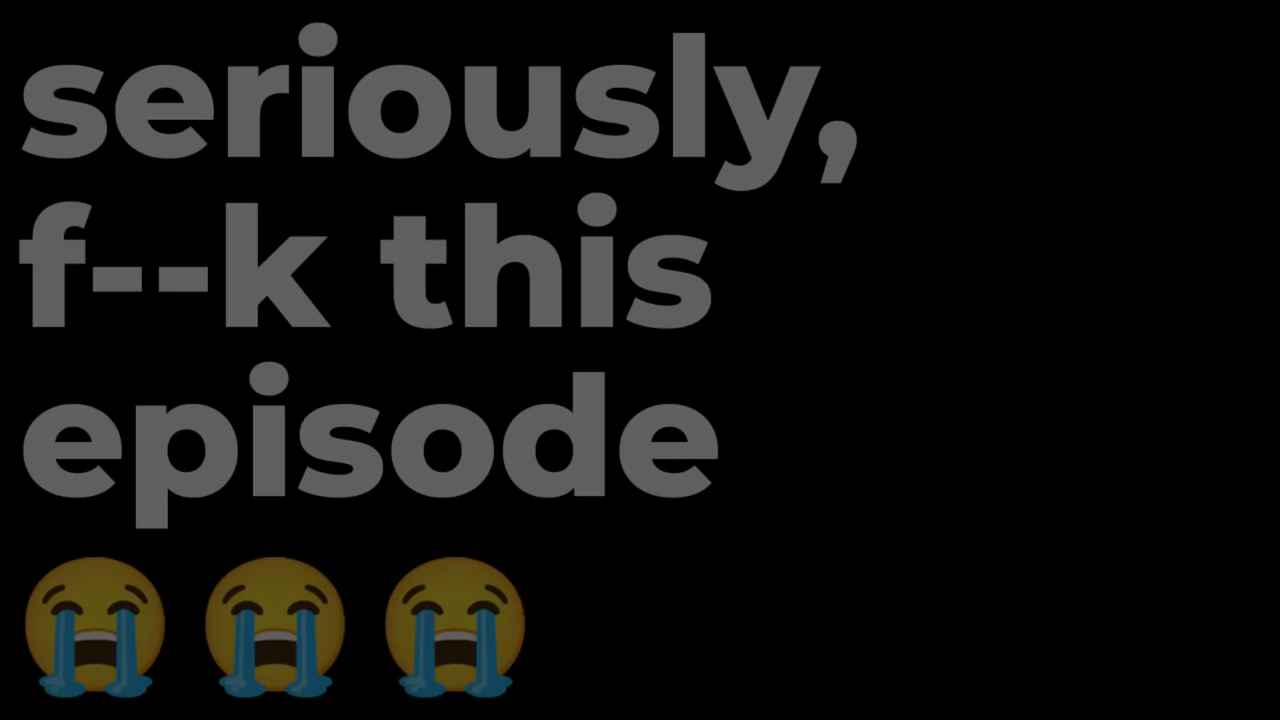 seriously,
f--k this
episode
😭 😭 😭